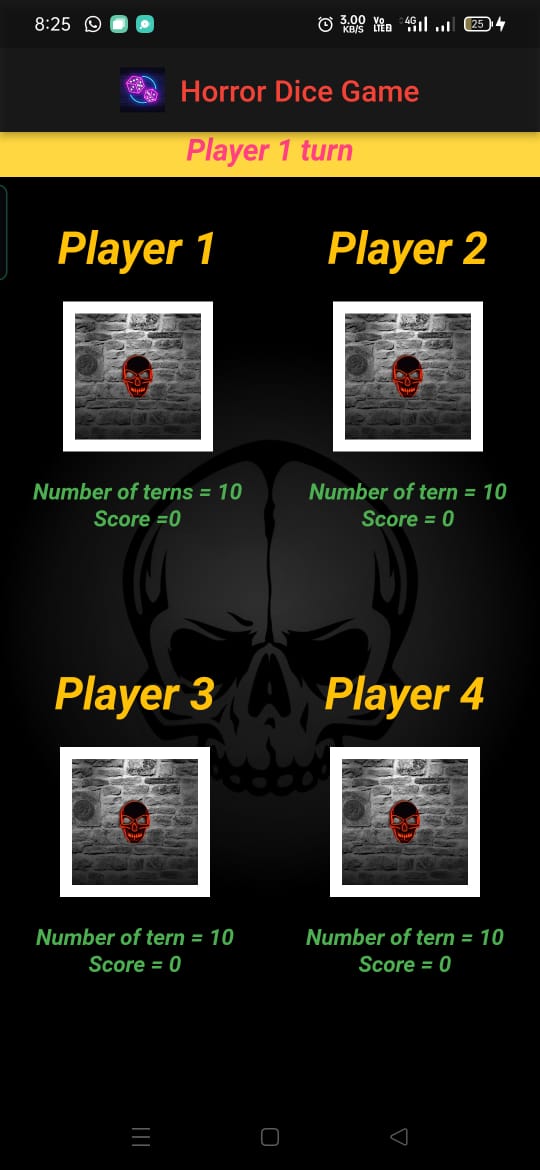 8:25
3.00
KB/S
Vo
LTE2
4G
25
Horror Dice Game
Player 1 turn
Player 1
Player 2
Number of terns = 10
Score =0
Number of tern = 10
Score = 0
Player 3
Player 4
Number of tern = 10
Score = 0
Number of tern = 10
Score = 0